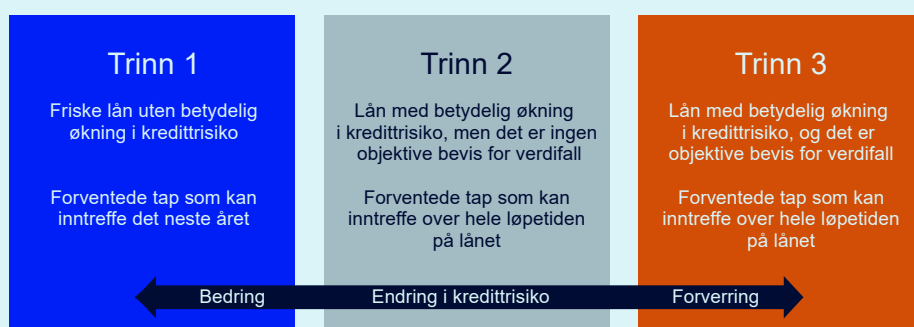 Trinn 1
Friske lån uten betydelig
økning i kredittrisiko
Forventede tap som kan
inntreffe det neste året
Trinn 2
Lån med betydelig økning
i kredittrisiko, men det er ingen
objektive bevis for verdifall
Forventede tap som kan
inntreffe over hele løpetiden
på lånet
Trinn 3
Lån med betydelig økning
i kredittrisiko, og det er
objektive bevis for verdifall
Forventede tap som kan
inntreffe over hele løpetiden
på lånet
Bedring
Endring i kredittrisiko
Forverring